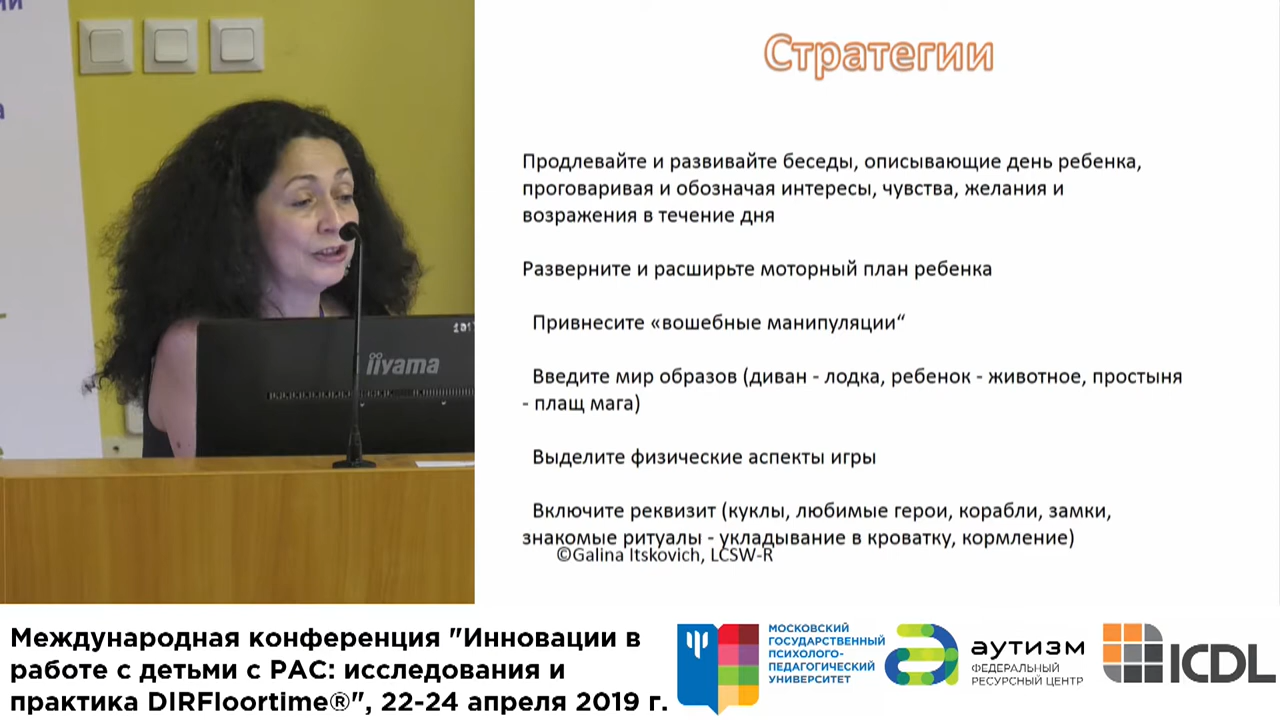 Стратегии
Продлевайте и развивайте беседы, описывающие день ребенка,
проговаривая и обозначая интересы, чувства, желания и
возражения в течение дня
Разверните и расширьте моторный план ребенка
Привнесите «вошебные манипуляции“
Введите мир образов (диван - лодка, ребенок - животное, простыня
- плащ мага)
Выделите физические аспекты игры
Включите реквизит (куклы, любимые герои, корабли, замки,
знакомые ритуалы - укладывание в кроватку, кормление)
©Galina Itskovich, LCSW-R
iiyama
Международная конференция "Инновации в
работе с детьми с РАС: исследования и
практика DIRFloortime®", 22-24 апреля 2019 г.
МОСКОВСКИЙ
ГОСУДАРСТВЕННЫЙ
ПСИХОЛОГО-
ПЕДАГОГИЧЕСКИЙ
УНИВЕРСИТЕТ
аутизм
ФЕДЕРАЛЬНЫЙ
РЕСУРСНЫЙ ЦЕНТР
ICDL